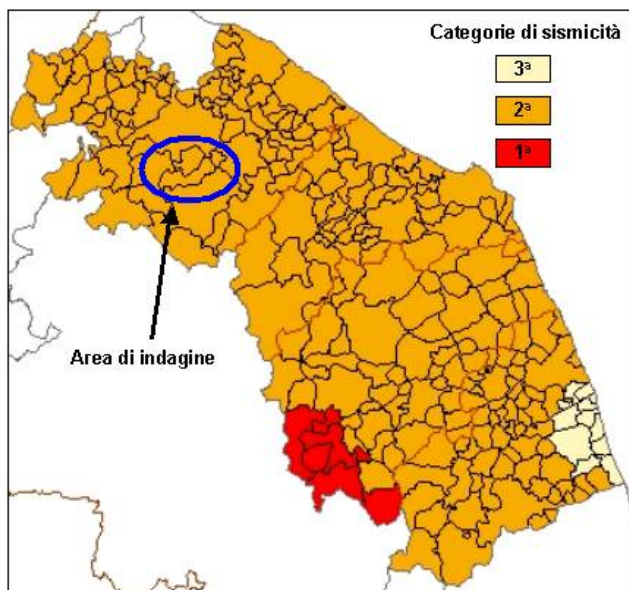 Categorie di sismicità
3ª
2ª
1ª
Area di indagine